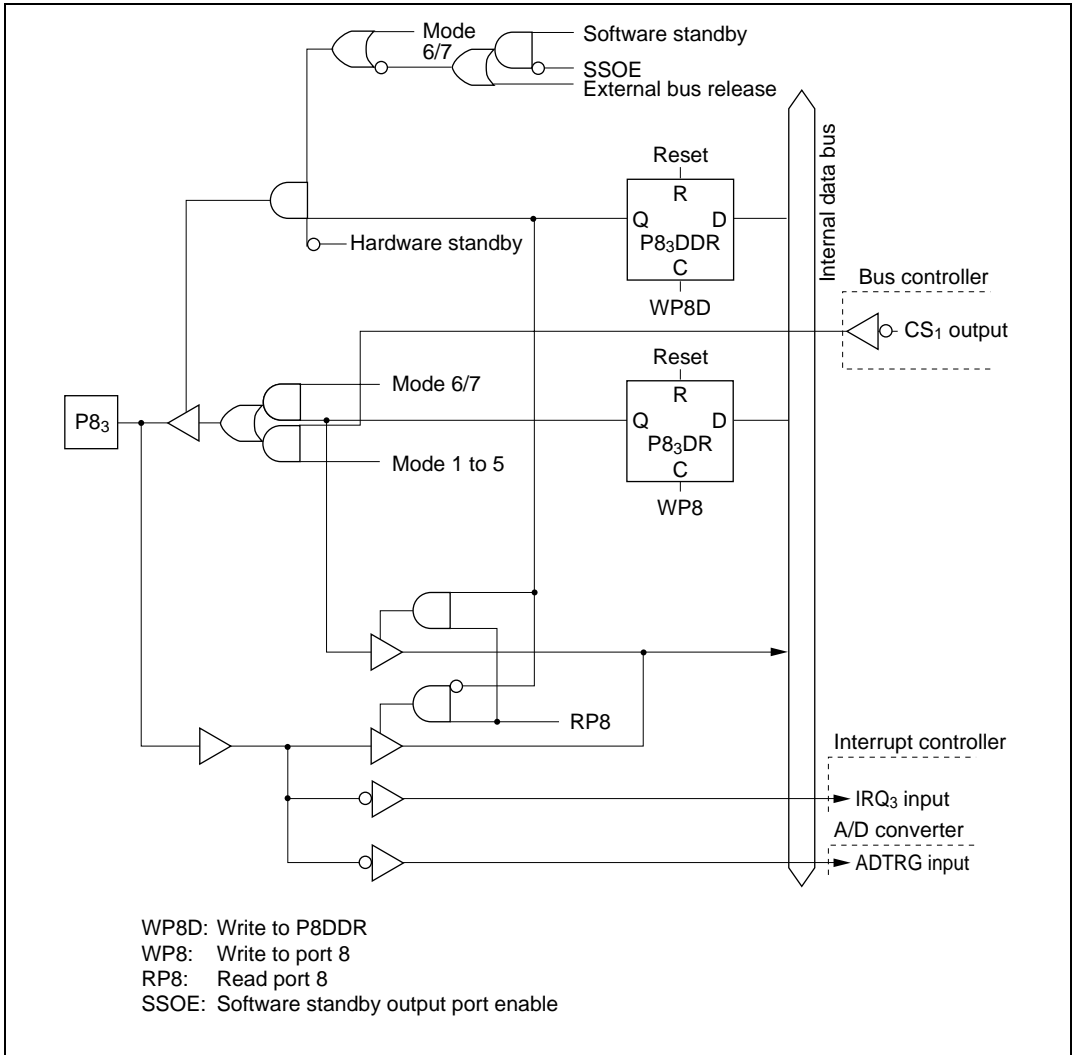 Mode
6/7
Software standby
SSOE
External bus release
Internal data bus
Reset
R
Q D
P8₃DDR
C
WP8D
Hardware standby
Bus controller
CS₁ output
Reset
R
Q D
P8₃DR
C
WP8
Mode 6/7
P8₃
Mode 1 to 5
RP8
Interrupt controller
IRQ₃ input
A/D converter
ADTRG input
WP8D: Write to P8DDR
WP8: Write to port 8
RP8: Read port 8
SSOE: Software standby output port enable